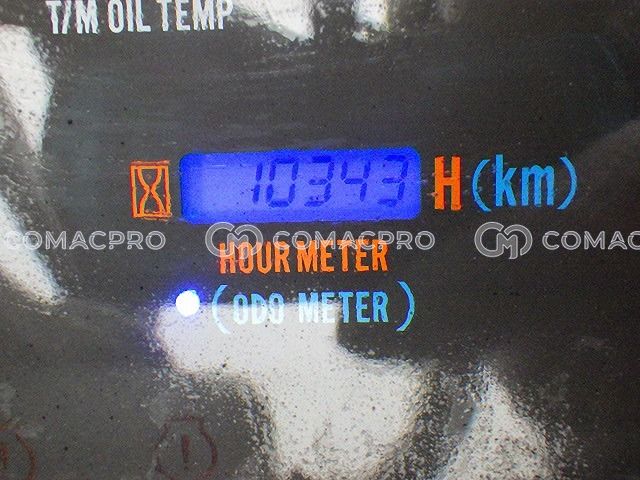 T/M OIL TEMP
10343 H (km)
COMACPRO COMACPRO COMACPRO
HOUR METER
(ODO METER)